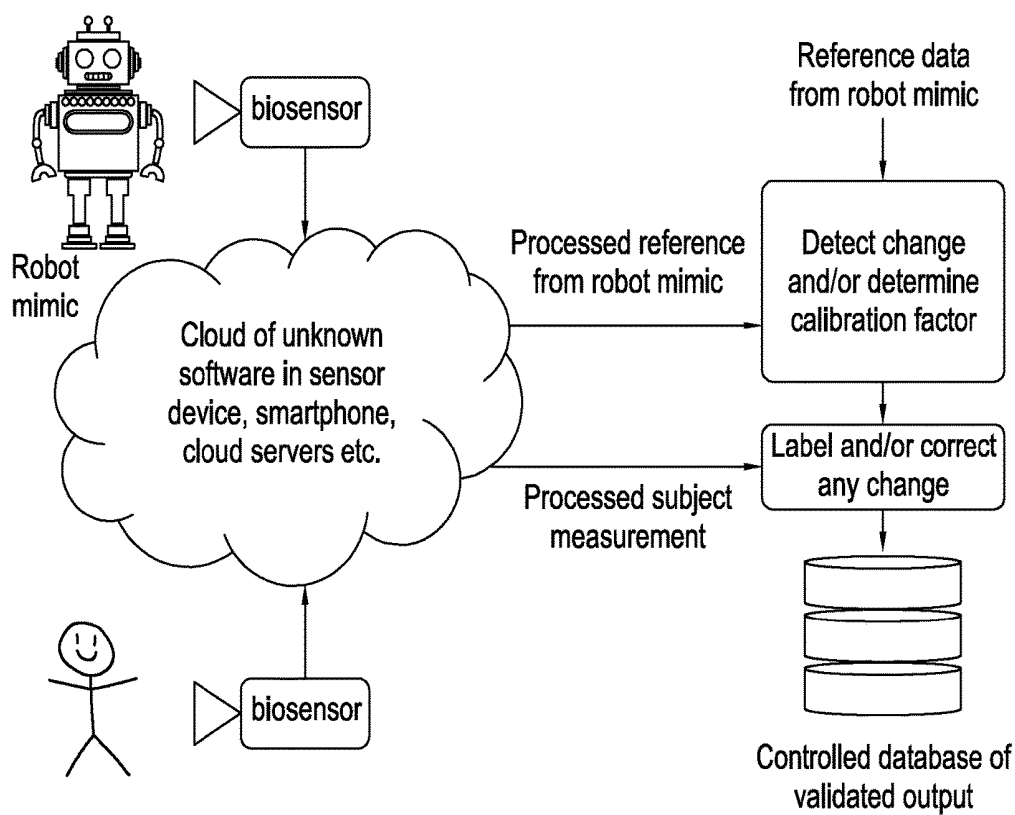 biosensor
Reference data
from robot mimic
Robot
mimic
Processed reference
from robot mimic
Detect change
and/or determine
calibration factor
Cloud of unknown
software in sensor
device, smartphone,
cloud servers etc.
Label and/or correct
any change
Processed subject
measurement
biosensor
Controlled database of
validated output